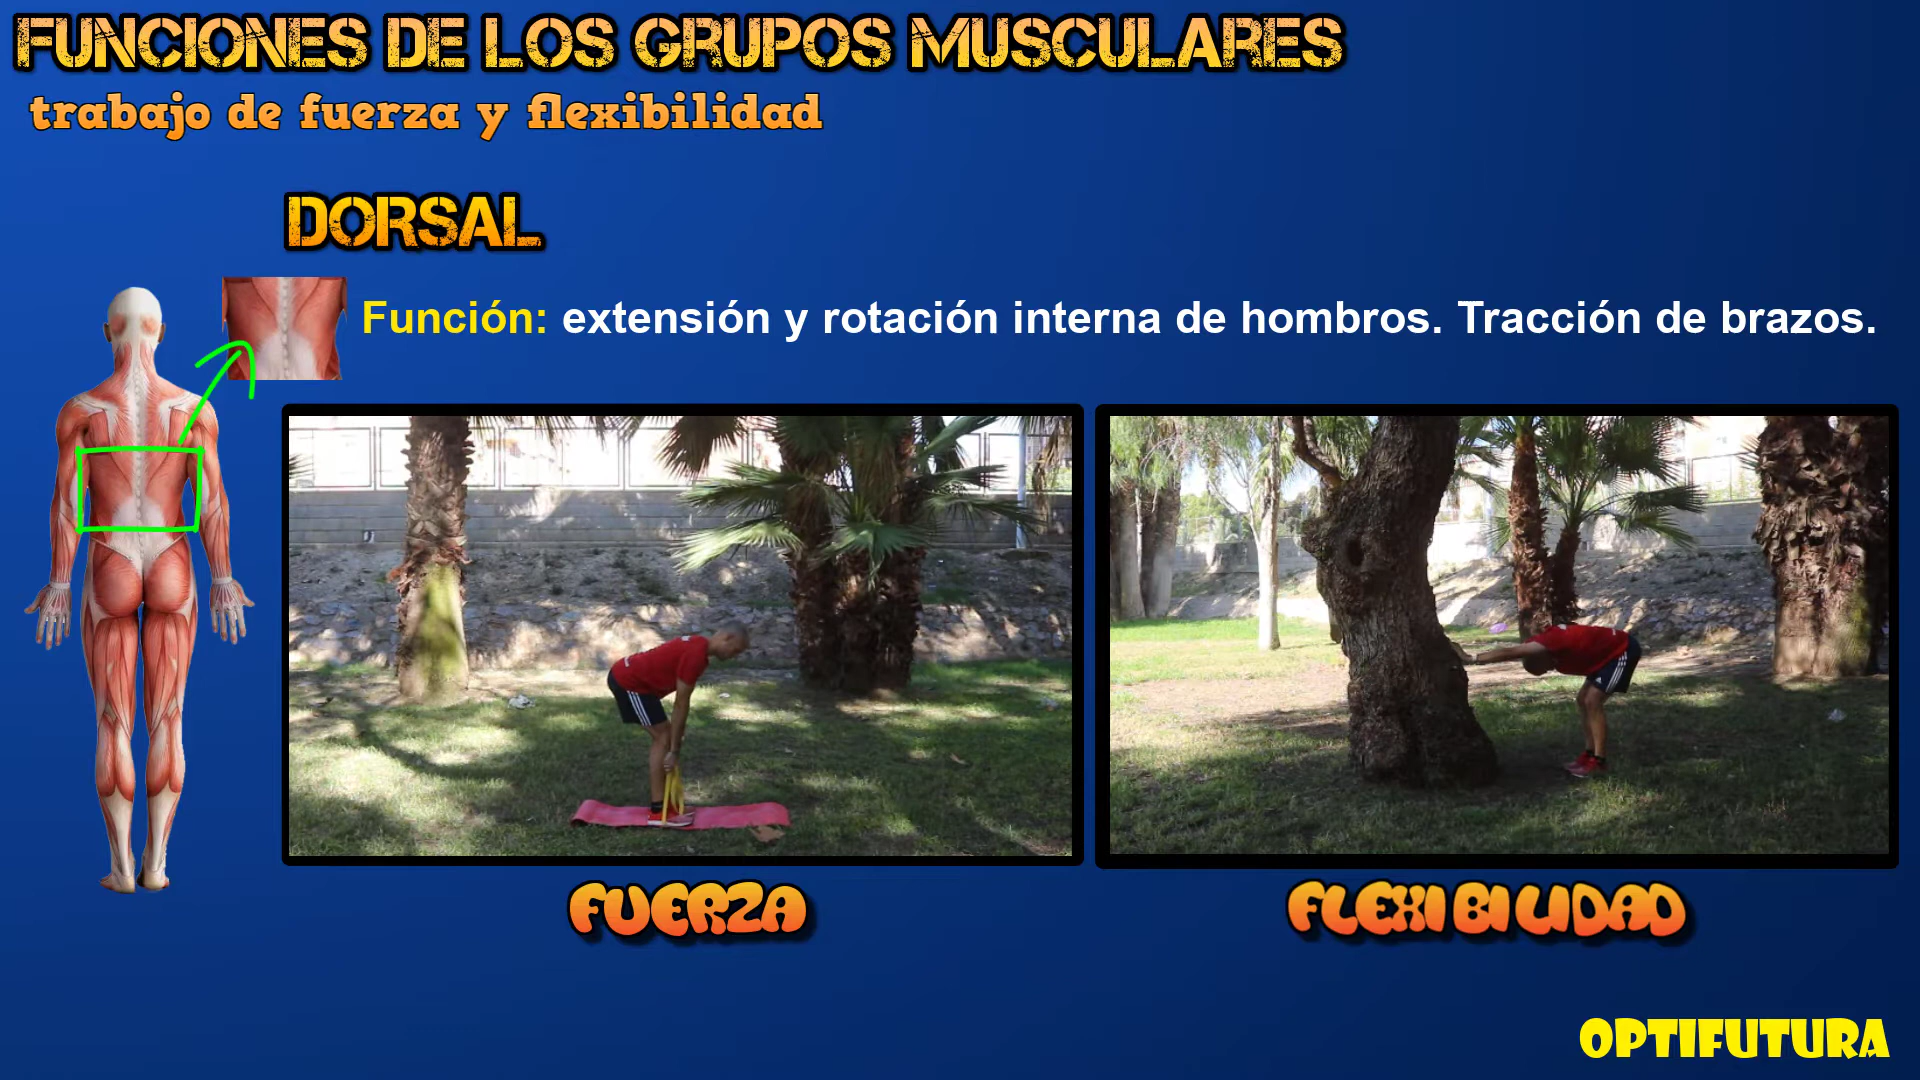 FUNCIONES DE LOS GRUPOS MUSCULARES
trabajo de fuerza y flexibilidad
DORSAL
Función: extensión y rotación interna de hombros. Tracción de brazos.
FUERZA
FLEXIBILIDAD
OPTIFUTURA